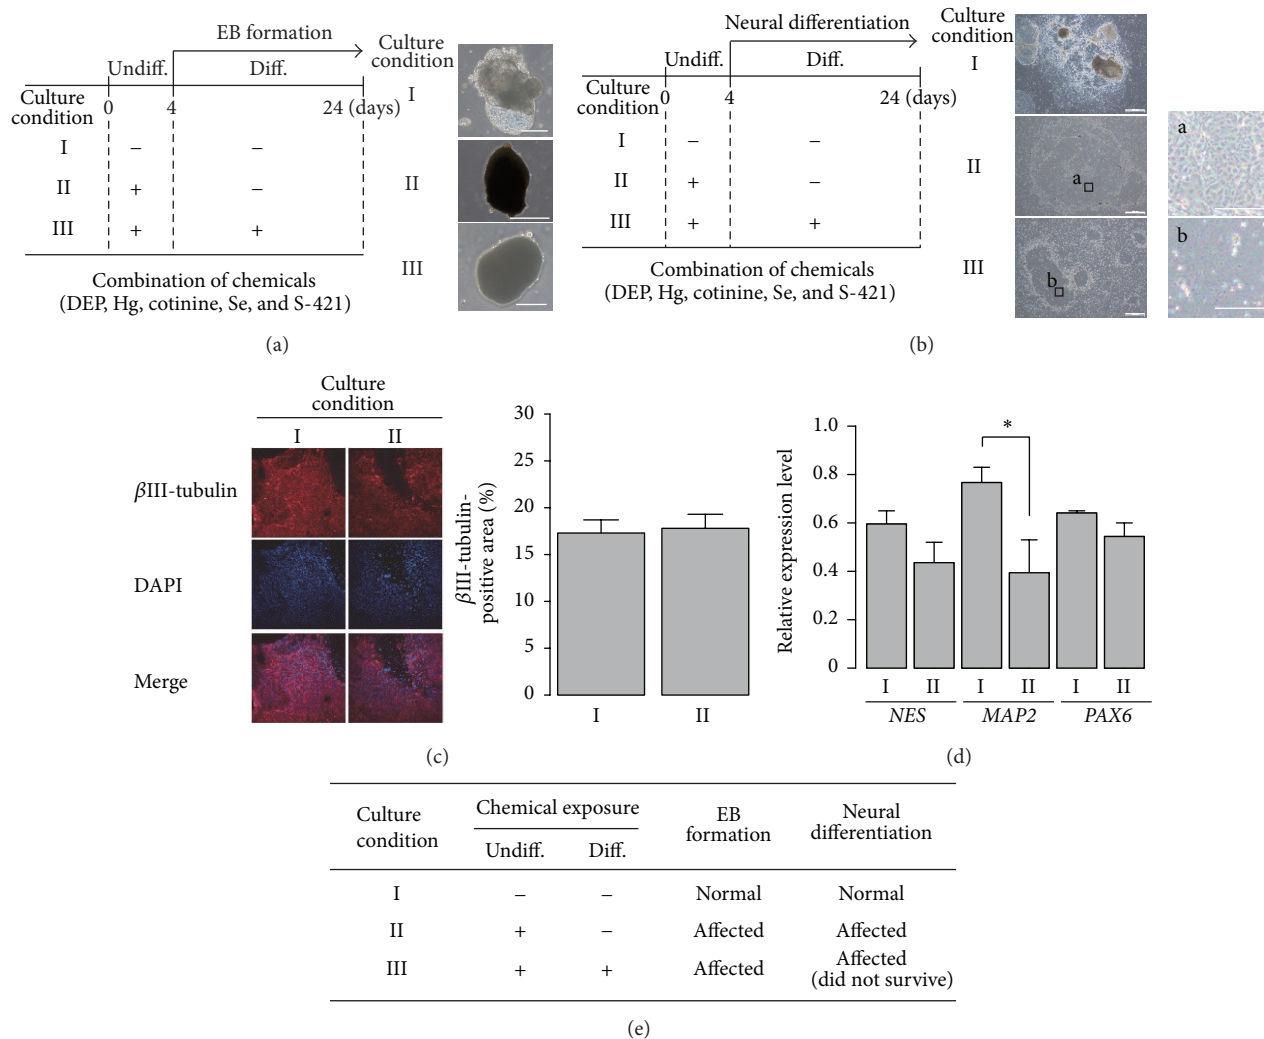 EB formation
Undiff. Diff.
Culture condition
0 4 24 (days)
I − −
II + −
III + +
Combination of chemicals
(DEP, Hg, cotinine, Se, and S-421)
Culture
condition
I
II
III
(a)
Neural differentiation
Undiff. Diff.
Culture condition
0 4 24 (days)
I − −
II + −
III + +
Combination of chemicals
(DEP, Hg, cotinine, Se, and S-421)
Culture
condition
I
II
III
a
b
a
b
(b)
Culture
condition
I II
βIII-tubulin
DAPI
Merge
βIII-tubulin-
positive area (%)
30
25
20
15
10
5
0
I II
(c)
Relative expression level
1.0
0.8
0.6
0.4
0.2
0
*
I II I II I II
NES MAP2 PAX6
(d)
Culture
condition
Chemical exposure
Undiff. Diff.
EB
formation
Neural
differentiation
I − − Normal Normal
II + − Affected Affected
III + + Affected Affected
(did not survive)
(e)